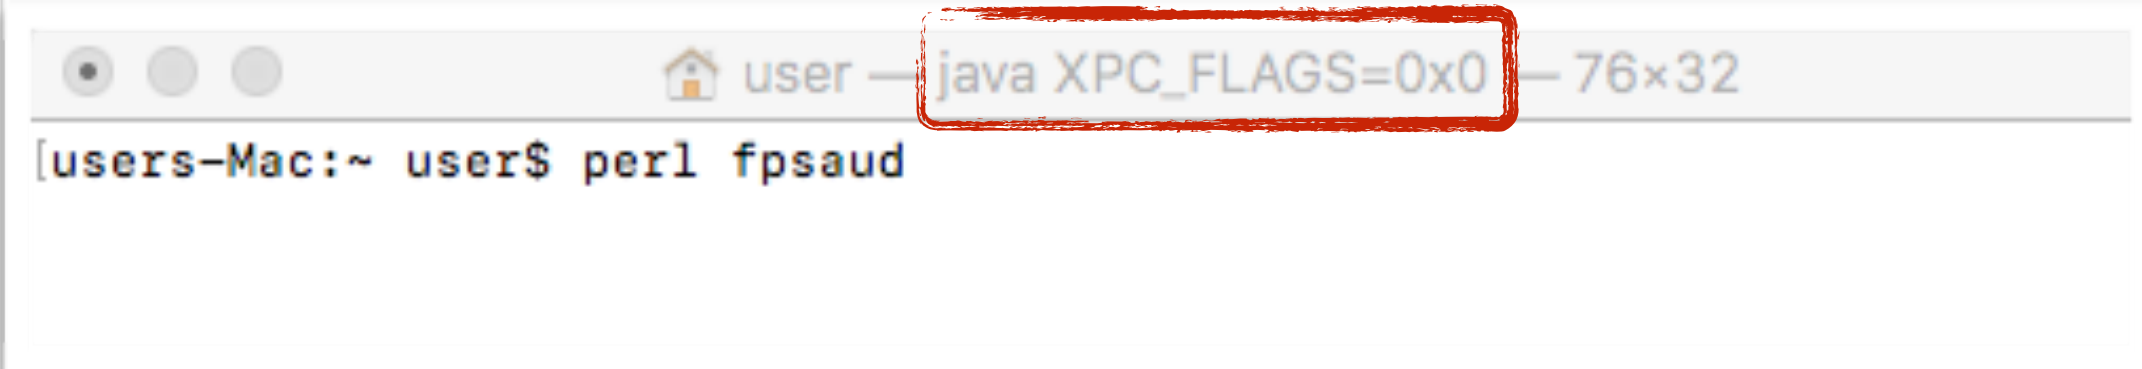 user — java XPC_FLAGS=0x0 — 76×32
[users-Mac:~ user$ perl fpsaud